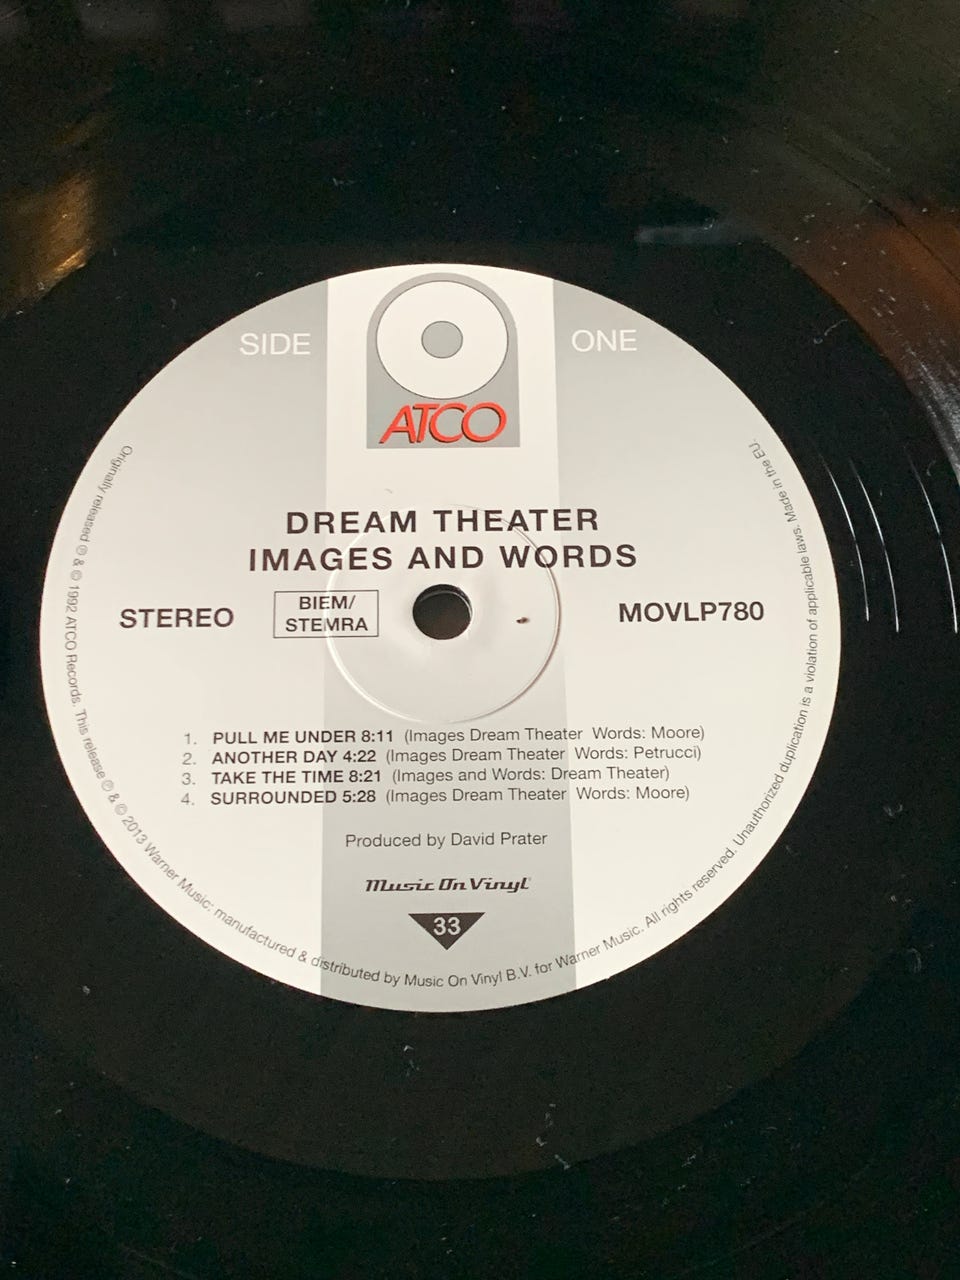 SIDE ONE
ATCO
DREAM THEATER
IMAGES AND WORDS
STEREO
BIEM/
STEMRA
MOVLP780
1. PULL ME UNDER 8:11 (Images Dream Theater Words: Moore)
2. ANOTHER DAY 4:22 (Images Dream Theater Words: Petrucci)
3. TAKE THE TIME 8:21 (Images and Words: Dream Theater)
4. SURROUNDED 5:28 (Images Dream Theater Words: Moore)
Produced by David Prater
Music On Vinyl
33
Originally released ℗ & © 1992 ATCO Records. This release ℗ & © 2013 Warner Music: manufactured & distributed by Music On Vinyl B.V. for Warner Music. All rights reserved. Unauthorized duplication is a violation of applicable laws. Made in the EU.